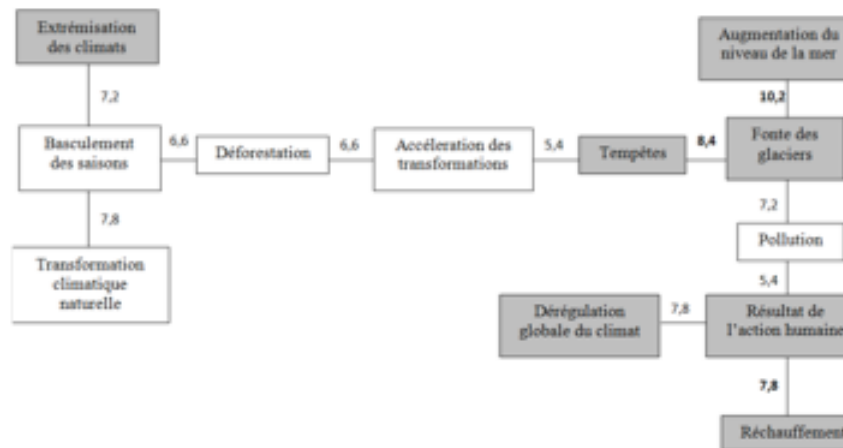 Extrémisation
des climats
Augmentation du
niveau de la mer
7,2
10,2
Basculement
des saisons
6,6
Déforestation
6,6
Accélération des
transformations
5,4
Tempêtes
8,4
Fonte des
glaciers
7,8
7,2
Transformation
climatique
naturelle
Pollution
5,4
Dérégulation
globale du climat
7,8
Résultat de
l'action humaine
7,8
Réchauffement